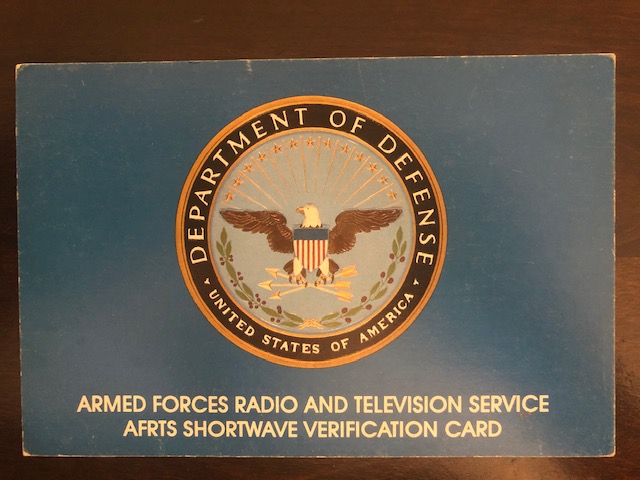 DEPARTMENT OF DEFENSE
UNITED STATES OF AMERICA
ARMED FORCES RADIO AND TELEVISION SERVICE
AFRTS SHORTWAVE VERIFICATION CARD